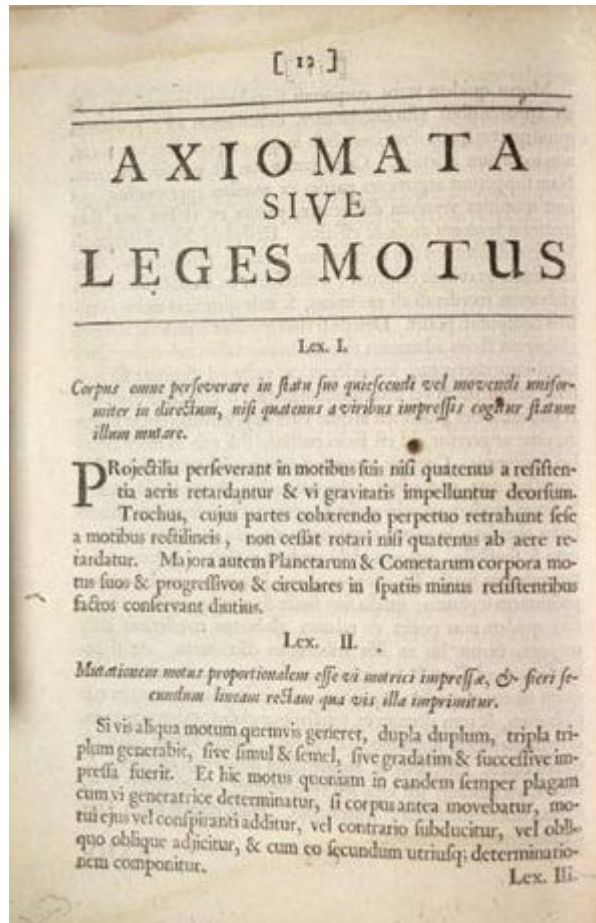 [ 12 ]
AXIOMATA
SIVE
LEGES MOTUS
Lex. I.
Corpus omne perſeverare in ſtatu ſuo quieſcendi vel movendi unifor-
miter in directum, niſi quatenus a viribus impreſſis cogitur ſtatum
illum mutare.
PRojectilia perſeverant in motibus ſuis niſi quatenus a reſiſten-
tia aeris retardantur & vi gravitatis impelluntur deorſum.
Trochus, cujus partes cohærendo perpetuo retrahunt ſeſe
a motibus rectilineis, non ceſſat rotari niſi quatenus ab aere re-
tardatur. Majora autem Planetarum & Cometarum corpora mo-
tus ſuos & progreſſivos & circulares in ſpatiis minus reſiſtentibus
factos conſervant diutius.
Lex. II.
Mutationem motus proportionalem eſſe vi motrici impreſſæ, & fieri ſe-
cundum lineam rectam qua vis illa imprimitur.
Si vis aliqua motum quemvis generet, dupla duplum, tripla tri-
plum generabit, ſive ſimul & ſemel, ſive gradatim & ſucceſſive im-
preſſa fuerit. Et hic motus quoniam in eandem ſemper plagam
cum vi generatrice determinatur, ſi corpus antea movebatur, mo-
tui ejus vel conſpiranti additur, vel contrario ſubducitur, vel obli-
quo oblique adjicitur, & cum eo ſecundum utriuſq; determinatio-
nem componitur.
Lex. III.